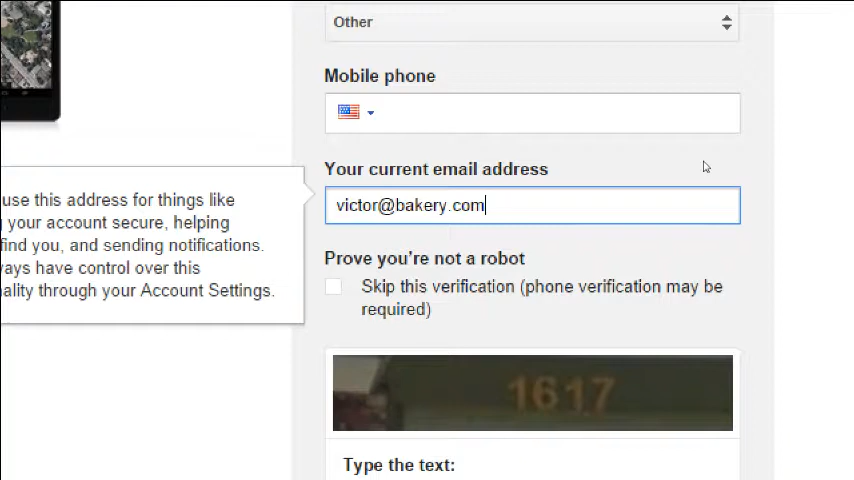 Other
Mobile phone
Your current email address
victor@bakery.com
use this address for things like
your account secure, helping
find you, and sending notifications.
ways have control over this
nality through your Account Settings.
Prove you're not a robot
Skip this verification (phone verification may be
required)
1617
Type the text: